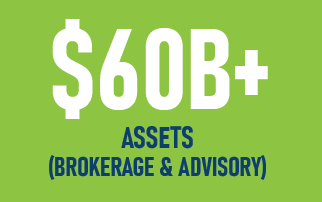 $60B+
ASSETS
(BROKERAGE & ADVISORY)